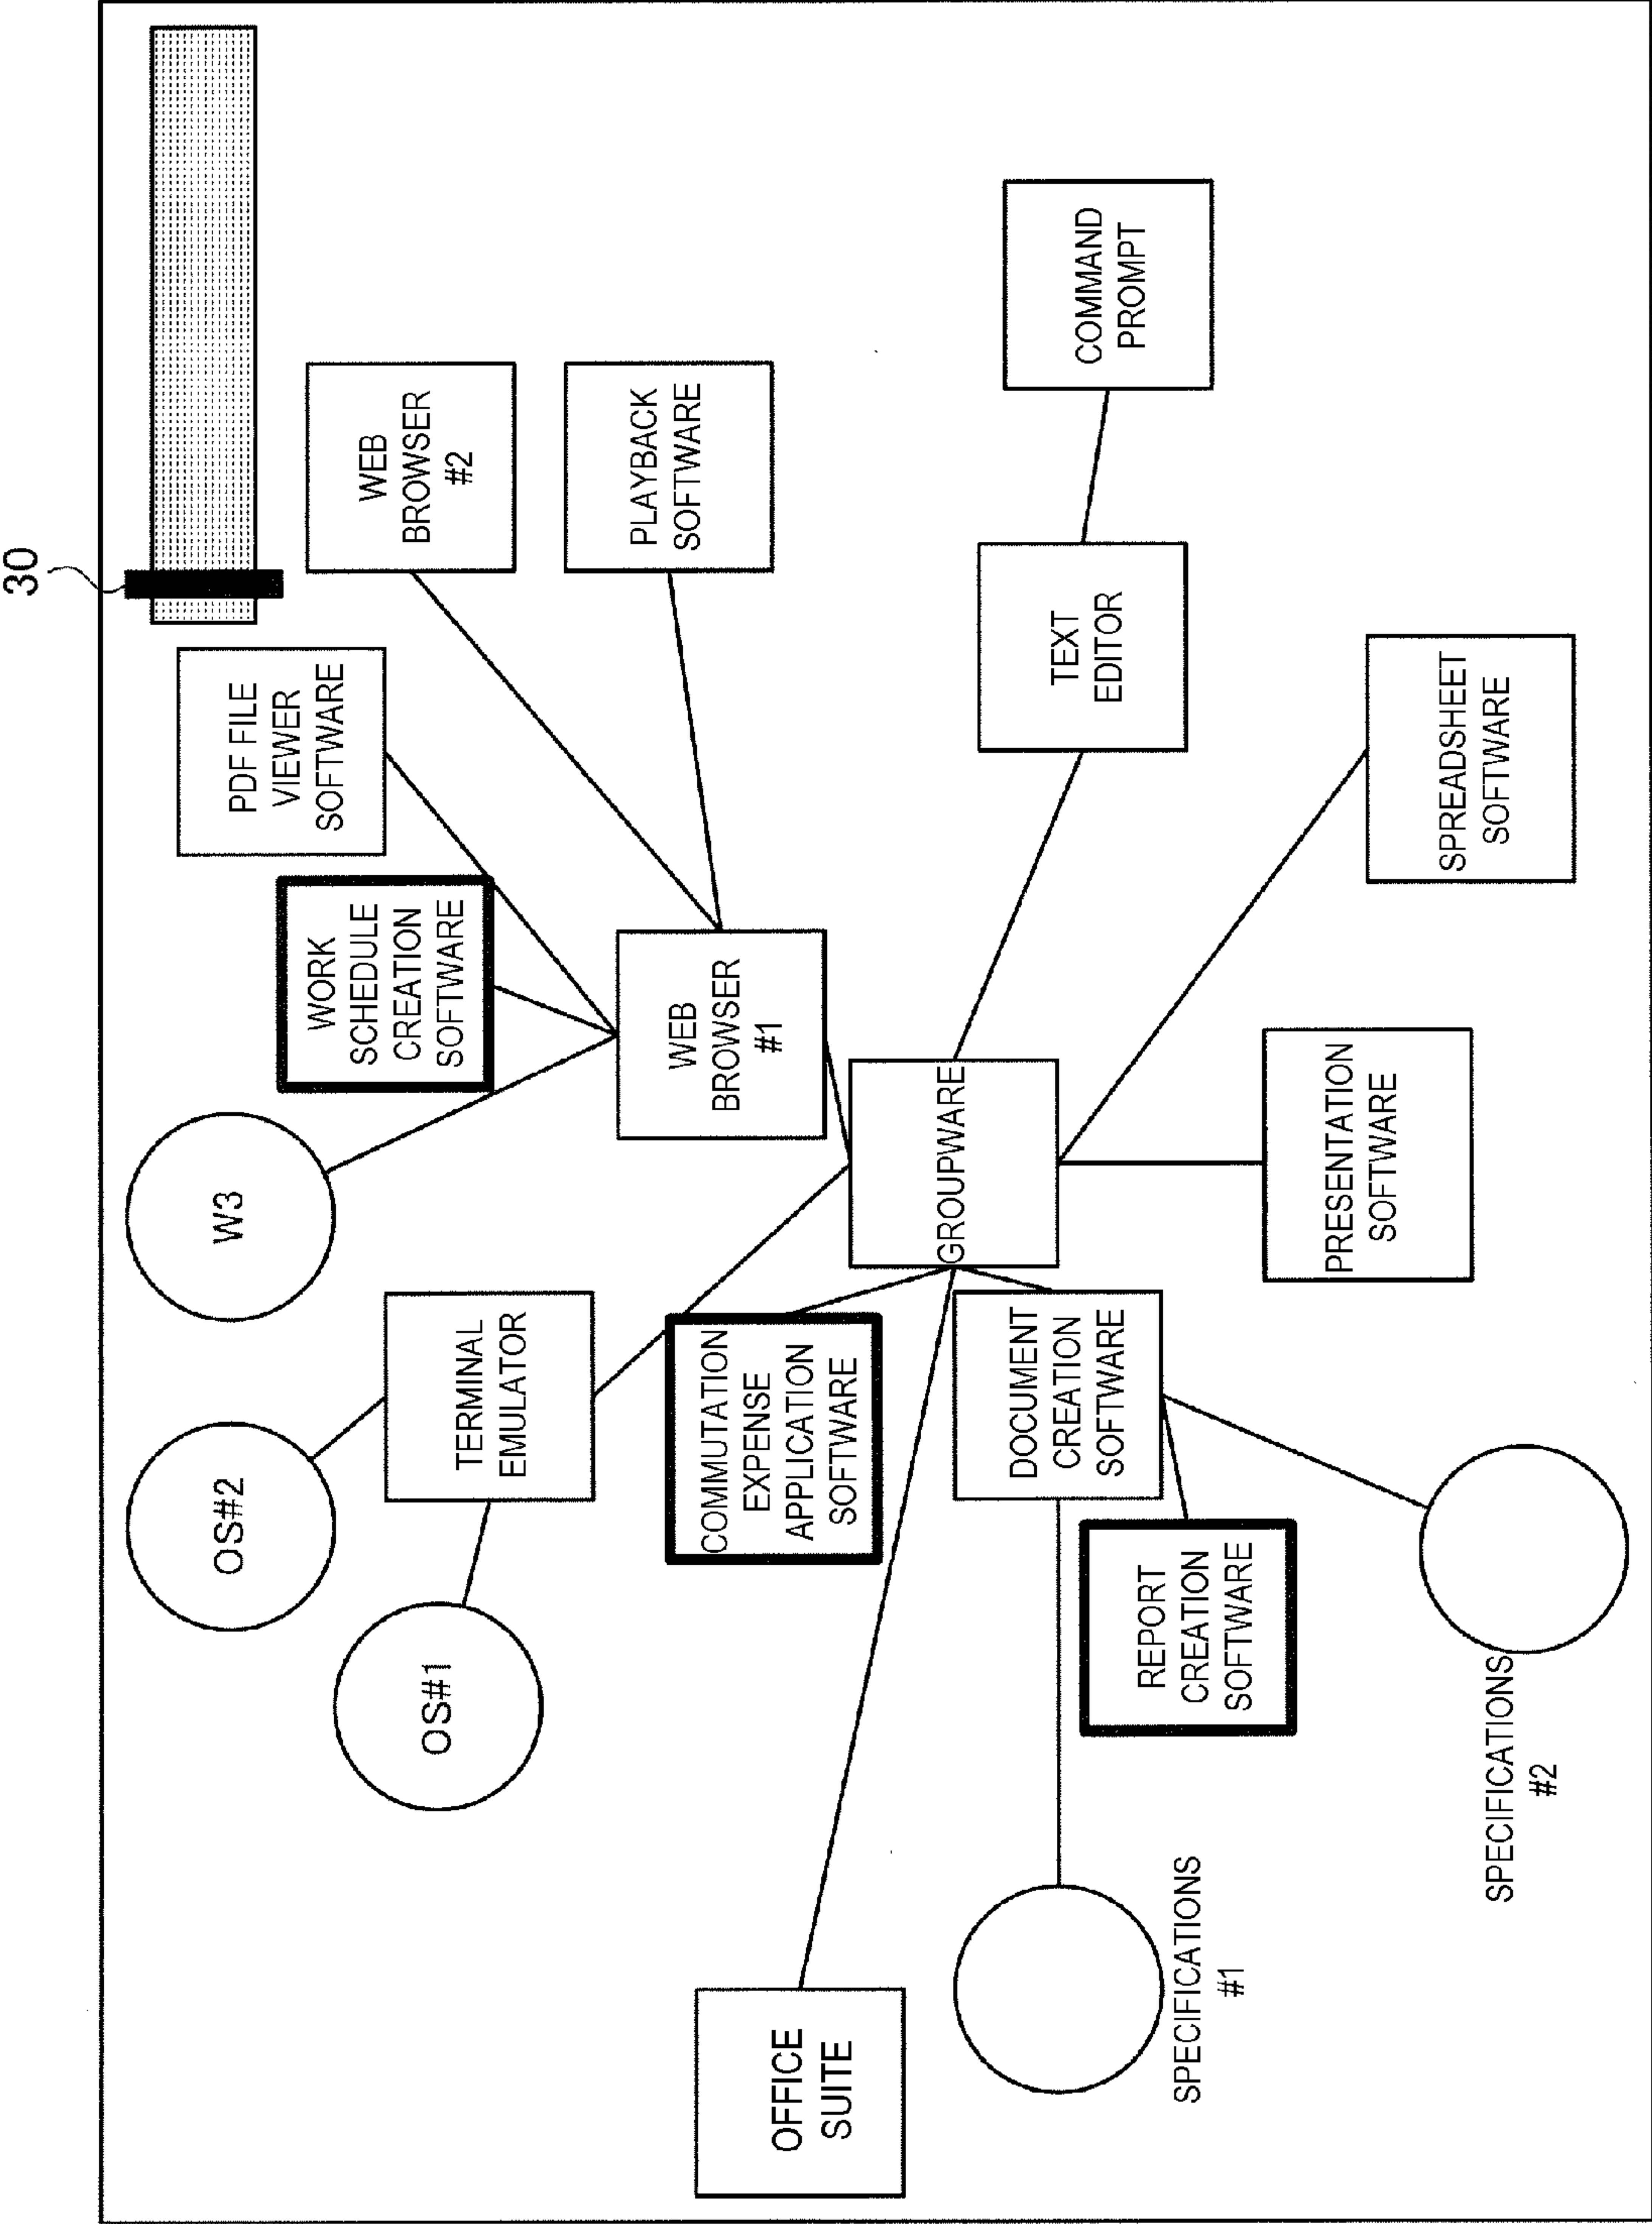 30
OS#2
W3
WORK
SCHEDULE
CREATION
SOFTWARE
PDF FILE
VIEWER
SOFTWARE
WEB
BROWSER
#2
OS#1
TERMINAL
EMULATOR
PLAYBACK
SOFTWARE
WEB
BROWSER
#1
OFFICE
SUITE
COMMUTATION
EXPENSE
APPLICATION
SOFTWARE
GROUPWARE
DOCUMENT
CREATION
SOFTWARE
TEXT
EDITOR
COMMAND
PROMPT
SPECIFICATIONS
#1
REPORT
CREATION
SOFTWARE
PRESENTATION
SOFTWARE
SPREADSHEET
SOFTWARE
SPECIFICATIONS
#2